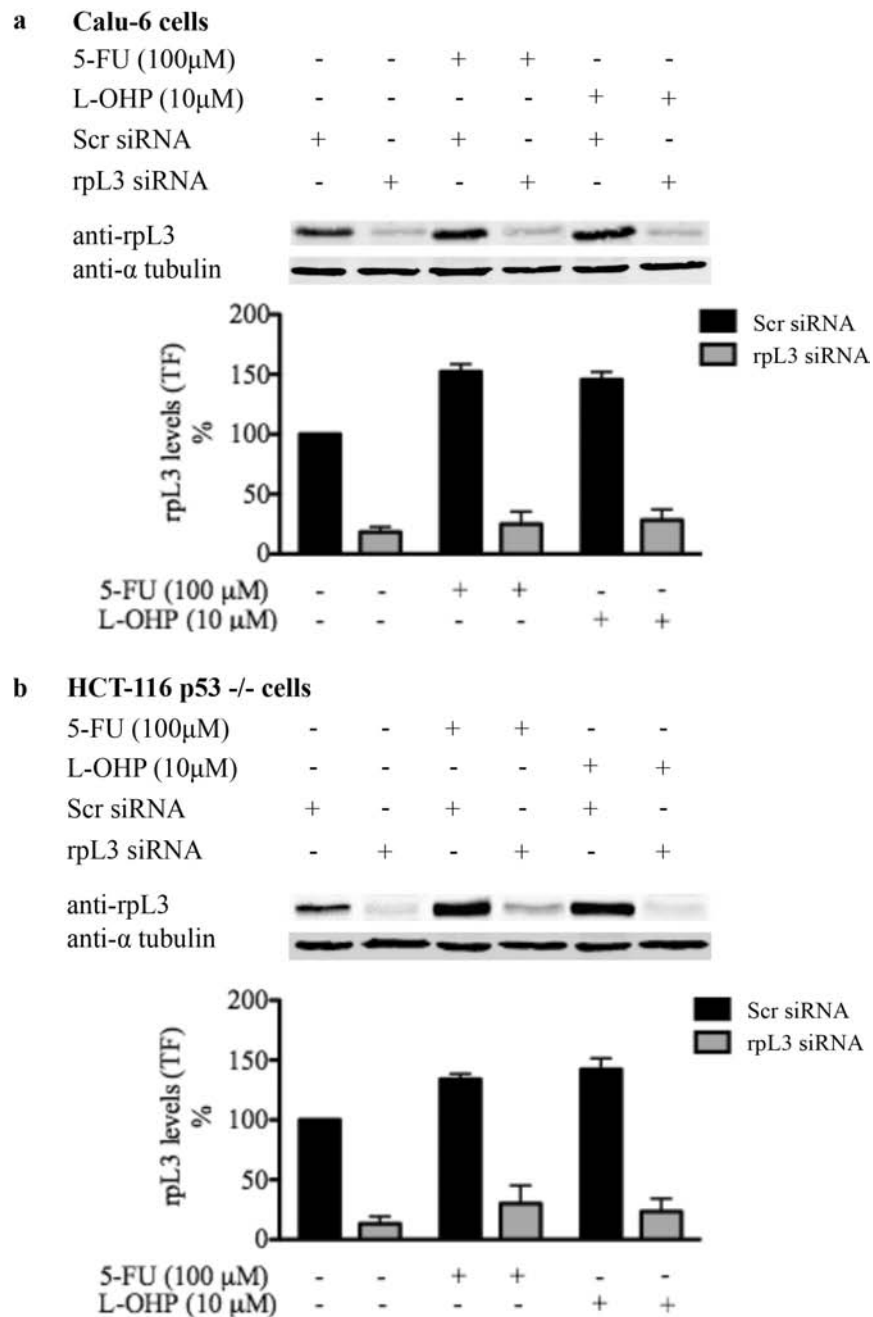 a Calu-6 cells
5-FU (100μM) - - + + - -
L-OHP (10μM) - - - - + +
Scr siRNA + - + - + -
rpL3 siRNA - + - + - +
anti-rpL3
anti-α tubulin
200
150
100
50
0
rpL3 levels (TF)
%
Scr siRNA
rpL3 siRNA
5-FU (100 μM) - - + + - -
L-OHP (10 μM) - - - - + +
b HCT-116 p53 -/- cells
5-FU (100μM) - - + + - -
L-OHP (10μM) - - - - + +
Scr siRNA + - + - + -
rpL3 siRNA - + - + - +
anti-rpL3
anti-α tubulin
200
150
100
50
0
rpL3 levels (TF)
%
Scr siRNA
rpL3 siRNA
5-FU (100 μM) - - + + - -
L-OHP (10 μM) - - - - + +